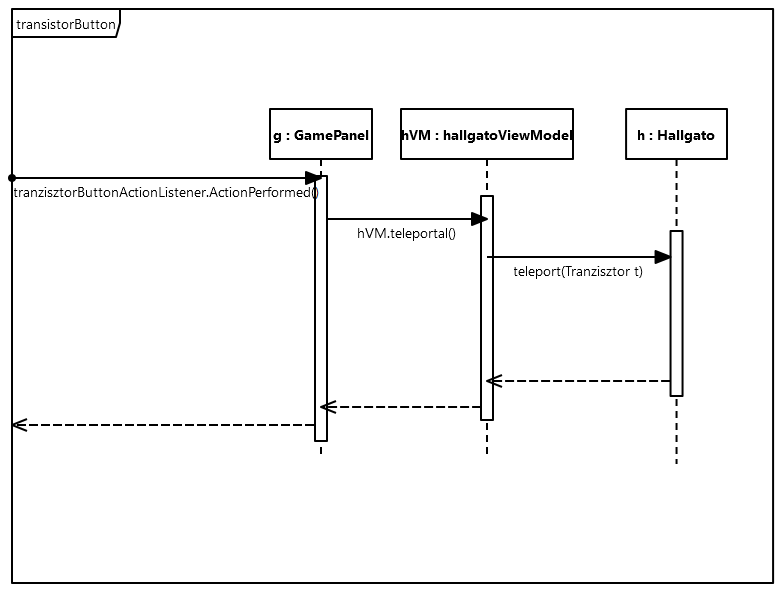 transistorButton
g : GamePanel
hVM : hallgatoViewModel
h : Hallgato
tranzisztorButtonActionListener.ActionPerformed()
hVM.teleportal()
teleport(Tranzisztor t)